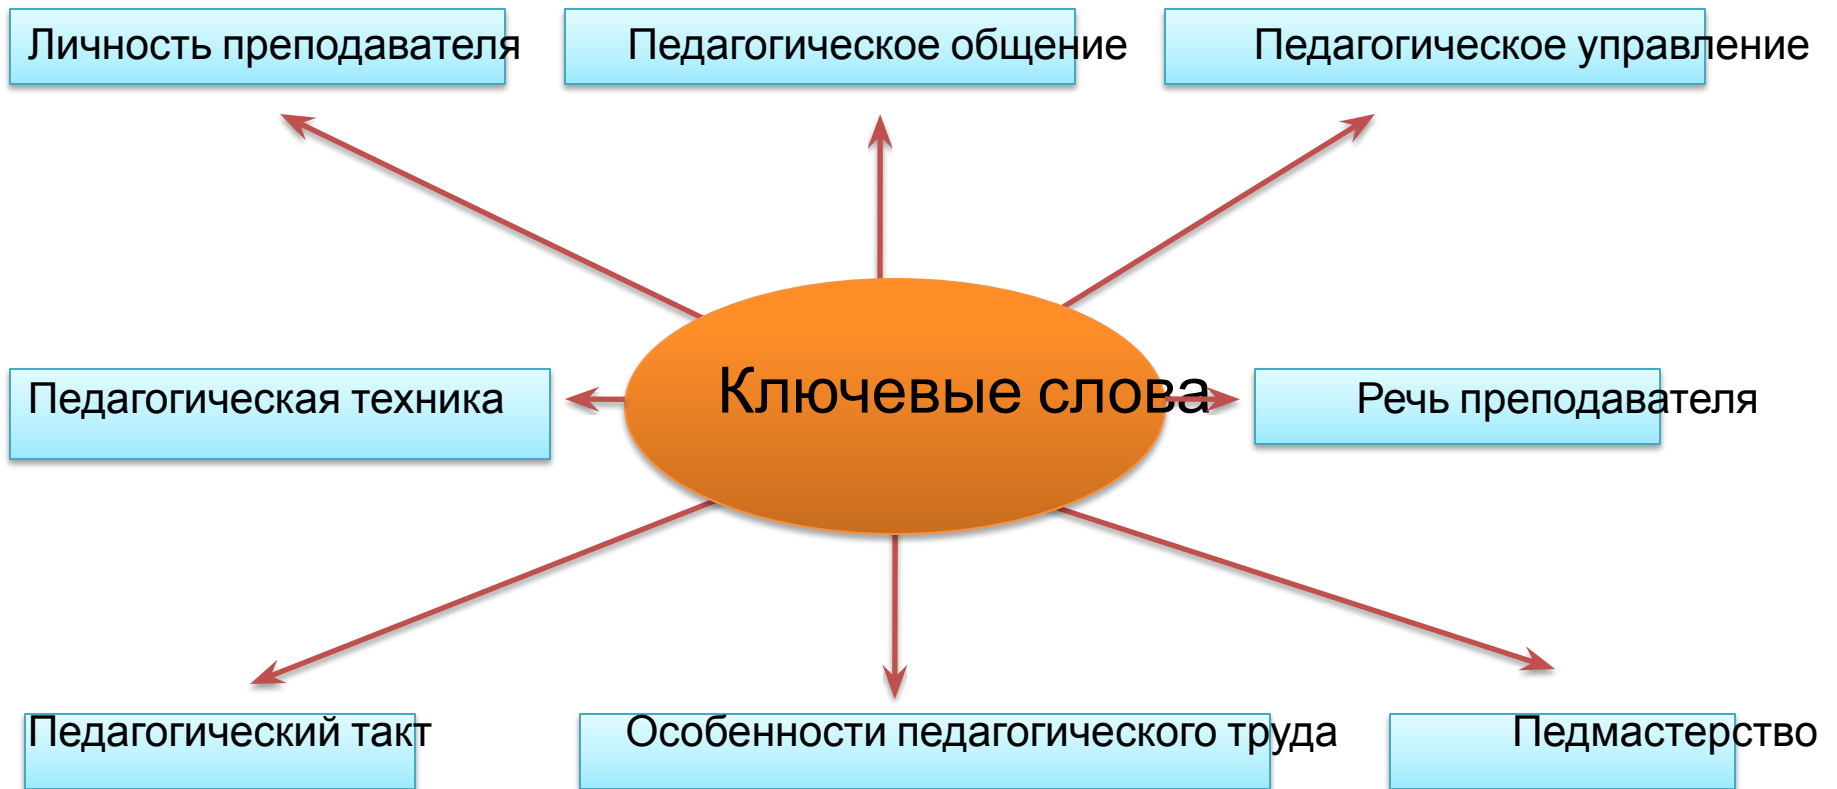 Личность преподавателя
Педагогическое общение
Педагогическое управление
Педагогическая техника
Ключевые слова
Речь преподавателя
Педагогический такт
Особенности педагогического труда
Педмастерство